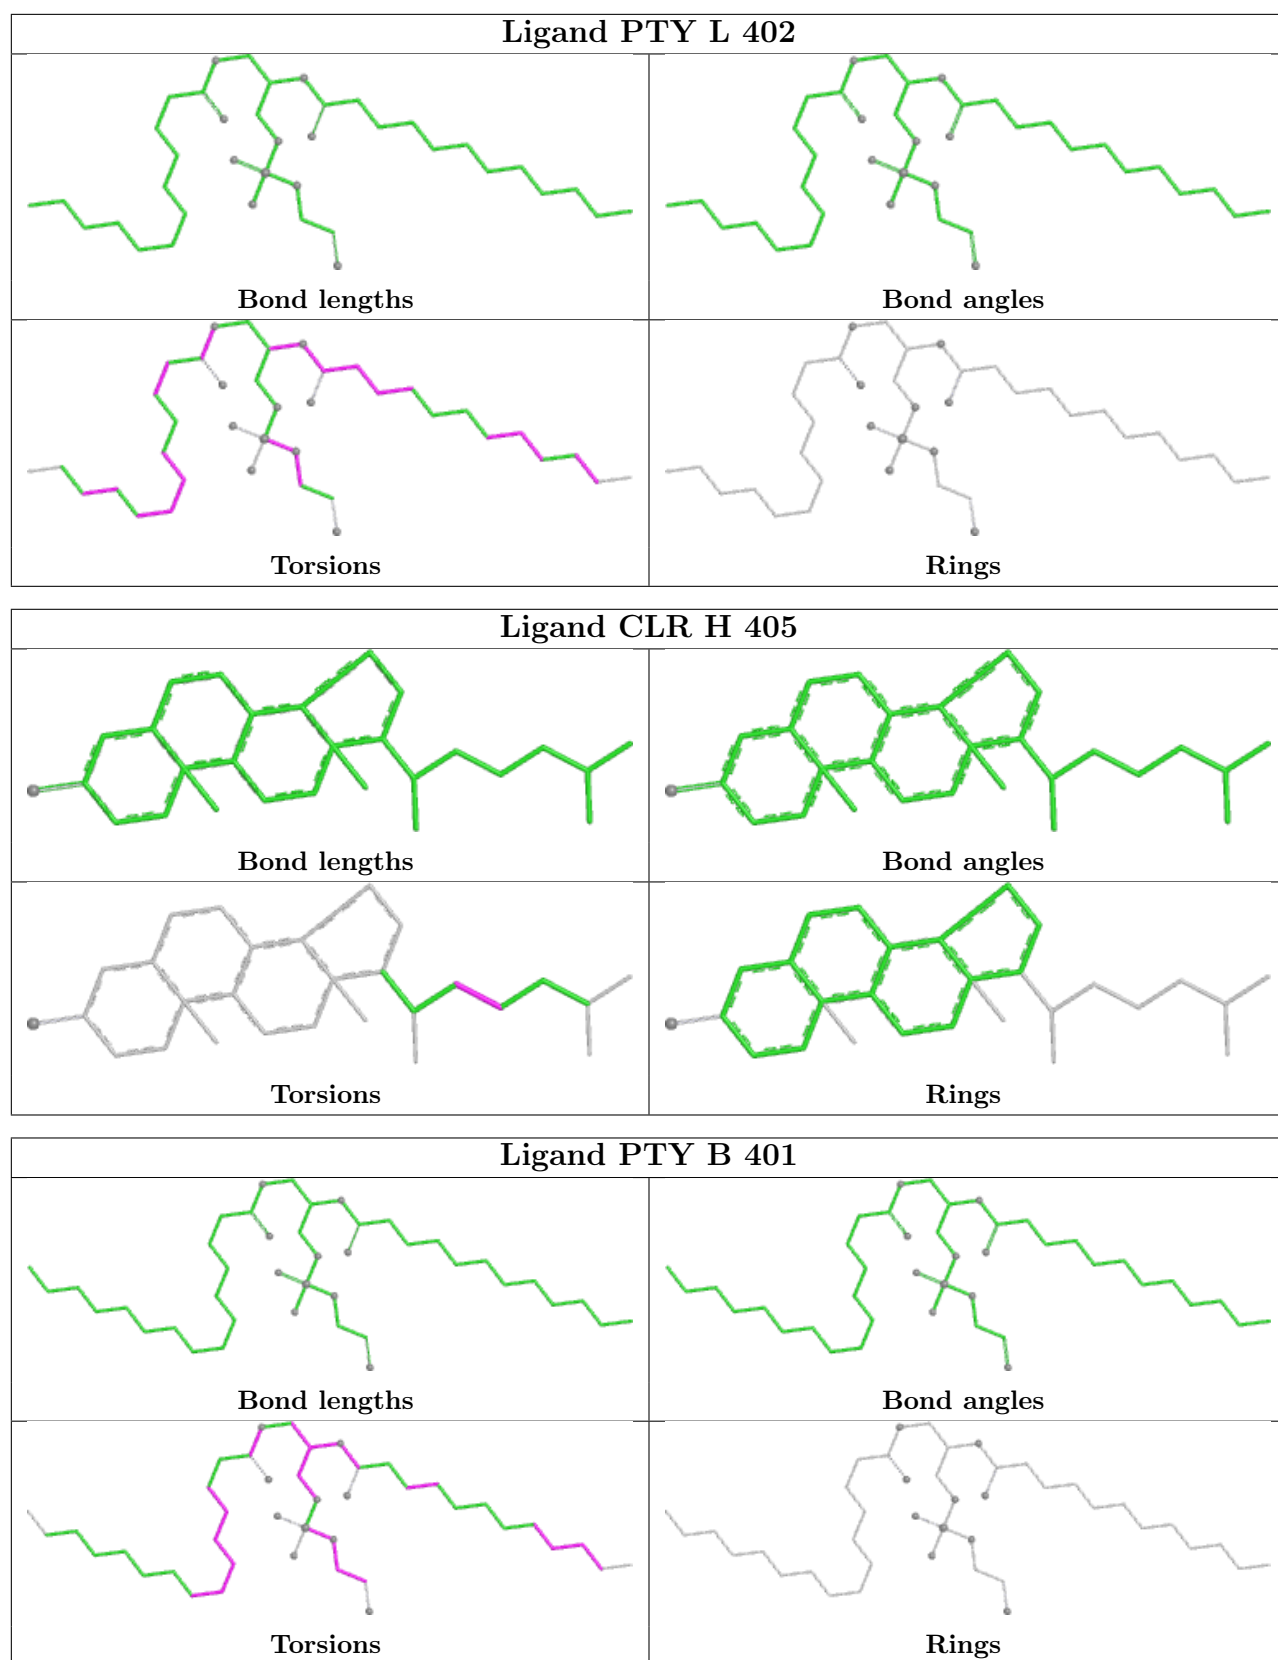 Ligand PTY L 402
Bond lengths
Bond angles
Torsions
Rings
Ligand CLR H 405
Bond lengths
Bond angles
Torsions
Rings
Ligand PTY B 401
Bond lengths
Bond angles
Torsions
Rings